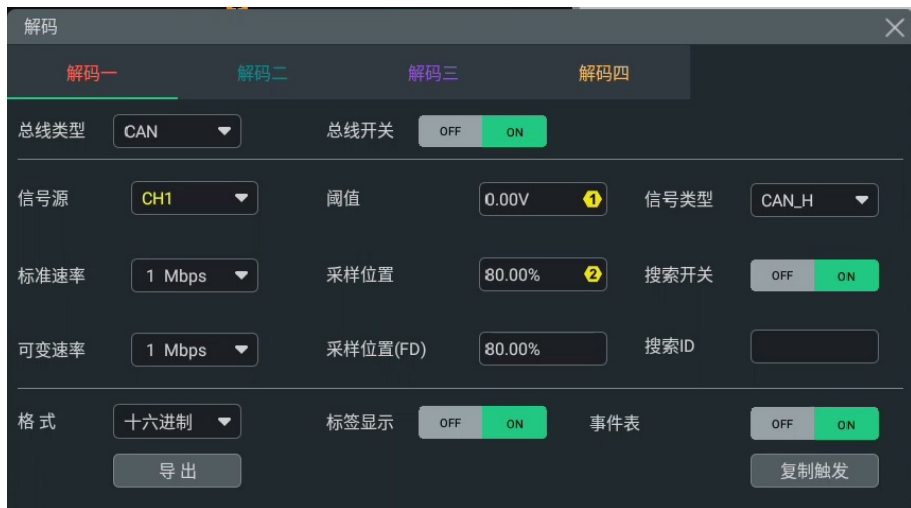 解码
解码一 解码二 解码三 解码四
总线类型 CAN 总线开关 OFF ON
信号源 CH1 阈值 0.00V 1 信号类型 CAN_H
标准速率 1 Mbps 采样位置 80.00% 2 搜索开关 OFF ON
可变速率 1 Mbps 采样位置(FD) 80.00% 搜索ID
格式 十六进制 标签显示 OFF ON 事件表 OFF ON
导出 复制触发